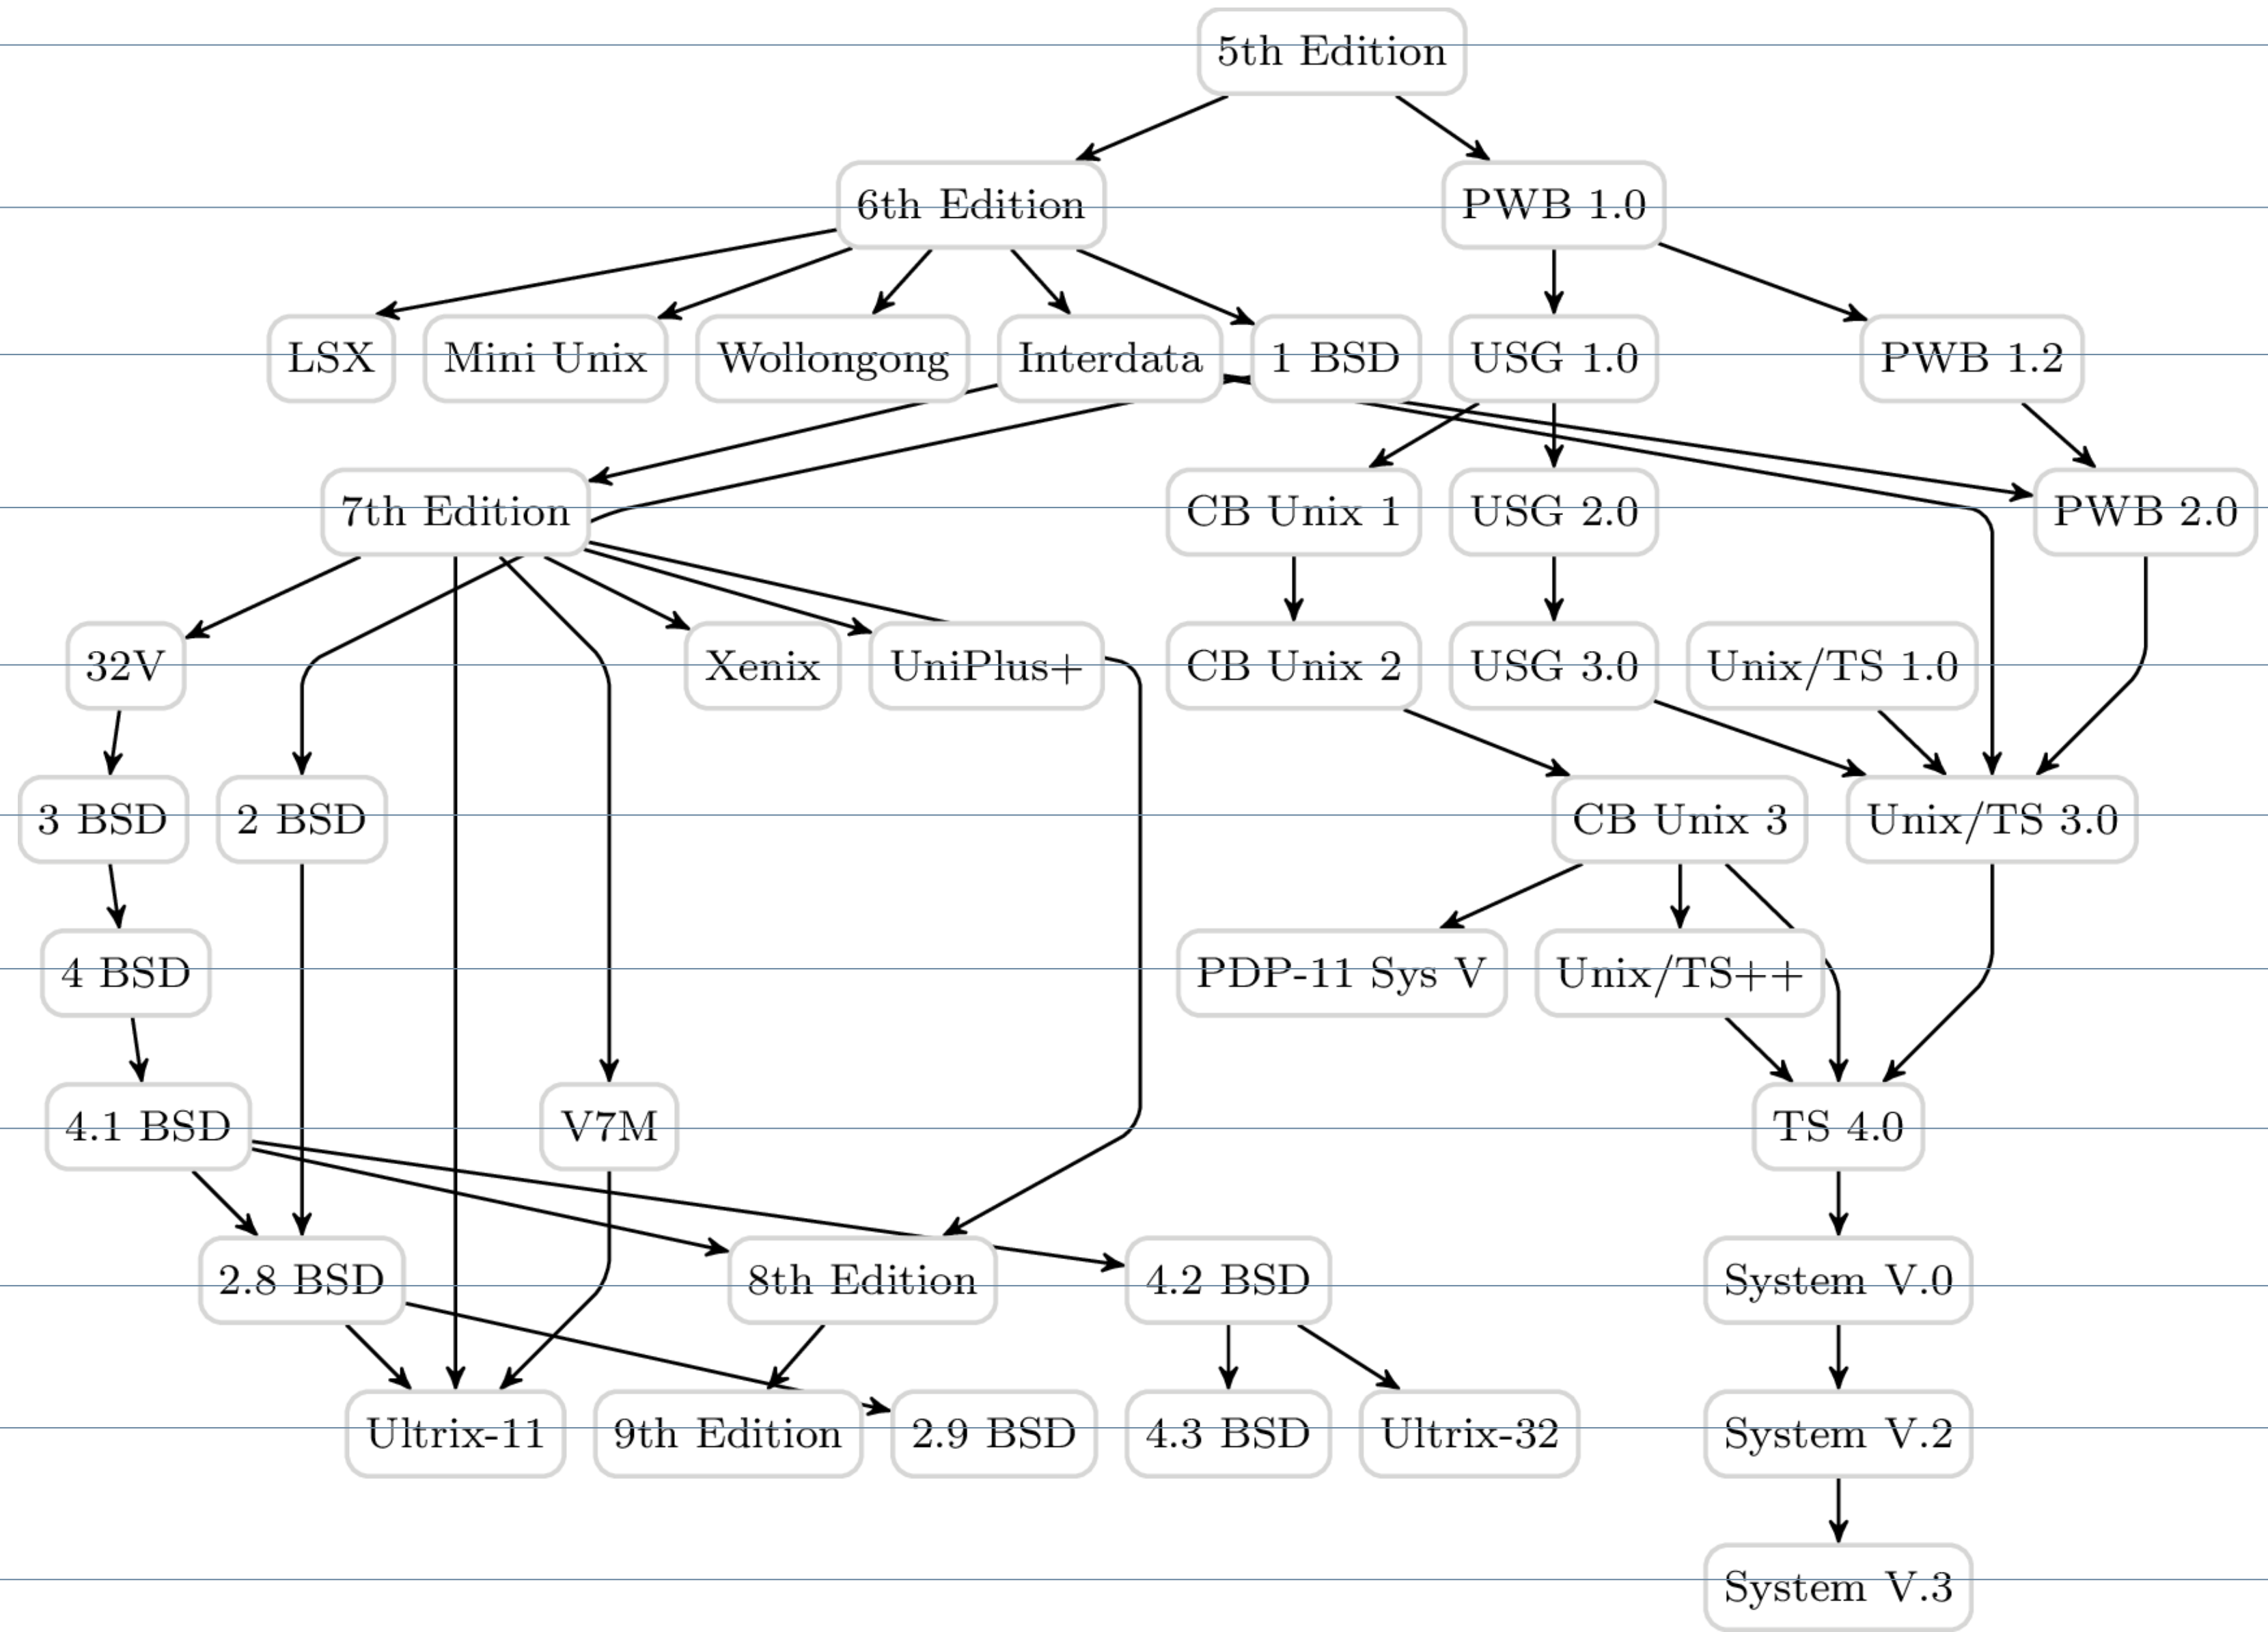 5th Edition
6th Edition
PWB 1.0
LSX
Mini Unix
Wollongong
Interdata
1 BSD
USG 1.0
PWB 1.2
7th Edition
CB Unix 1
USG 2.0
PWB 2.0
32V
Xenix
UniPlus+
CB Unix 2
USG 3.0
Unix/TS 1.0
3 BSD
2 BSD
CB Unix 3
Unix/TS 3.0
4 BSD
PDP-11 Sys V
Unix/TS++
4.1 BSD
V7M
TS 4.0
2.8 BSD
8th Edition
4.2 BSD
System V.0
Ultrix-11
9th Edition
2.9 BSD
4.3 BSD
Ultrix-32
System V.2
System V.3